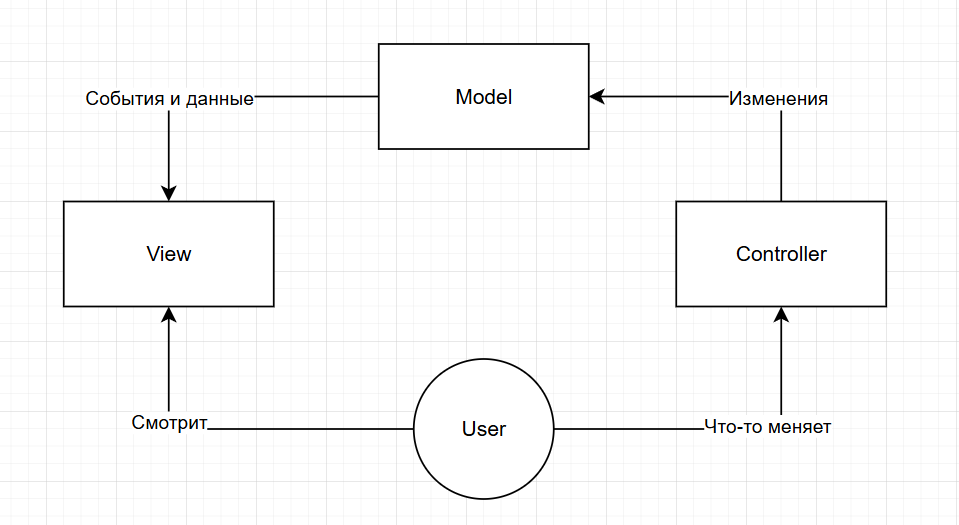 Model
События и данные
Изменения
View
Controller
Смотрит
User
Что-то меняет